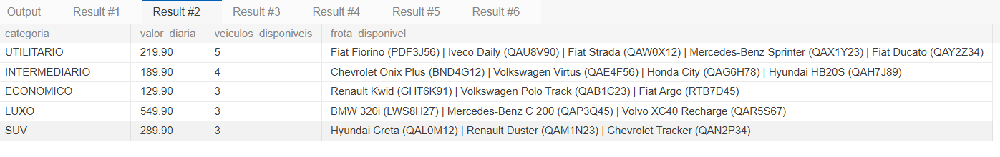 Output Result #1 Result #2 Result #3 Result #4 Result #5 Result #6
categoria valor_diaria veiculos_disponiveis frota_disponivel
UTILITARIO 219.90 5 Fiat Fiorino (PDF3J56) | Iveco Daily (QAU8V90) | Fiat Strada (QAW0X12) | Mercedes-Benz Sprinter (QAX1Y23) | Fiat Ducato (QAY2Z34)
INTERMEDIARIO 189.90 4 Chevrolet Onix Plus (BND4G12) | Volkswagen Virtus (QAE4F56) | Honda City (QAG6H78) | Hyundai HB20S (QAH7J89)
ECONOMICO 129.90 3 Renault Kwid (GHT6K91) | Volkswagen Polo Track (QAB1C23) | Fiat Argo (RTB7D45)
LUXO 549.90 3 BMW 320i (LWS8H27) | Mercedes-Benz C 200 (QAP3Q45) | Volvo XC40 Recharge (QAR5S67)
SUV 289.90 3 Hyundai Creta (QAL0M12) | Renault Duster (QAM1N23) | Chevrolet Tracker (QAN2P34)